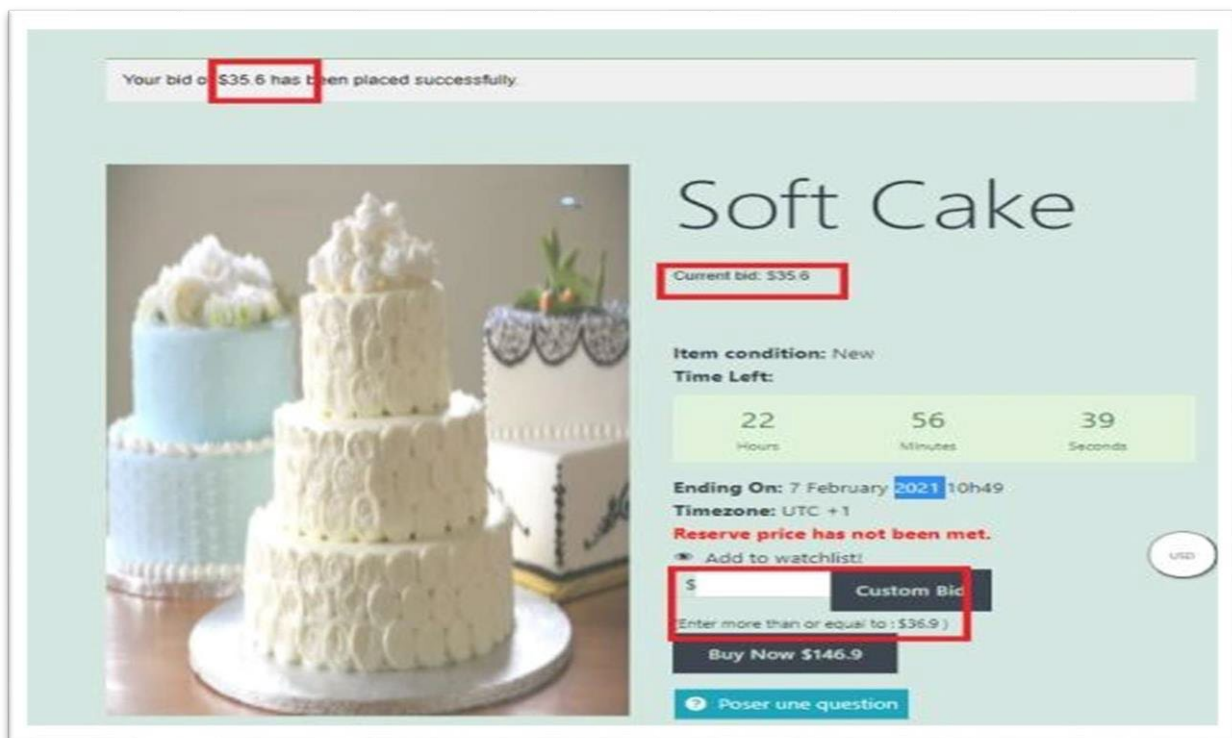 Your bid o $35.6 has been placed successfully.
Soft Cake
Current bid: $35.6
Item condition: New
Time Left:
22 56 39
Hours Minutes Seconds
Ending On: 7 February 2021 10h49
Timezone: UTC +1
Reserve price has not been met.
Add to watchlist!
$ Custom Bid
(Enter more than or equal to : $36.9 )
Buy Now $146.9
USD
? Poser une question